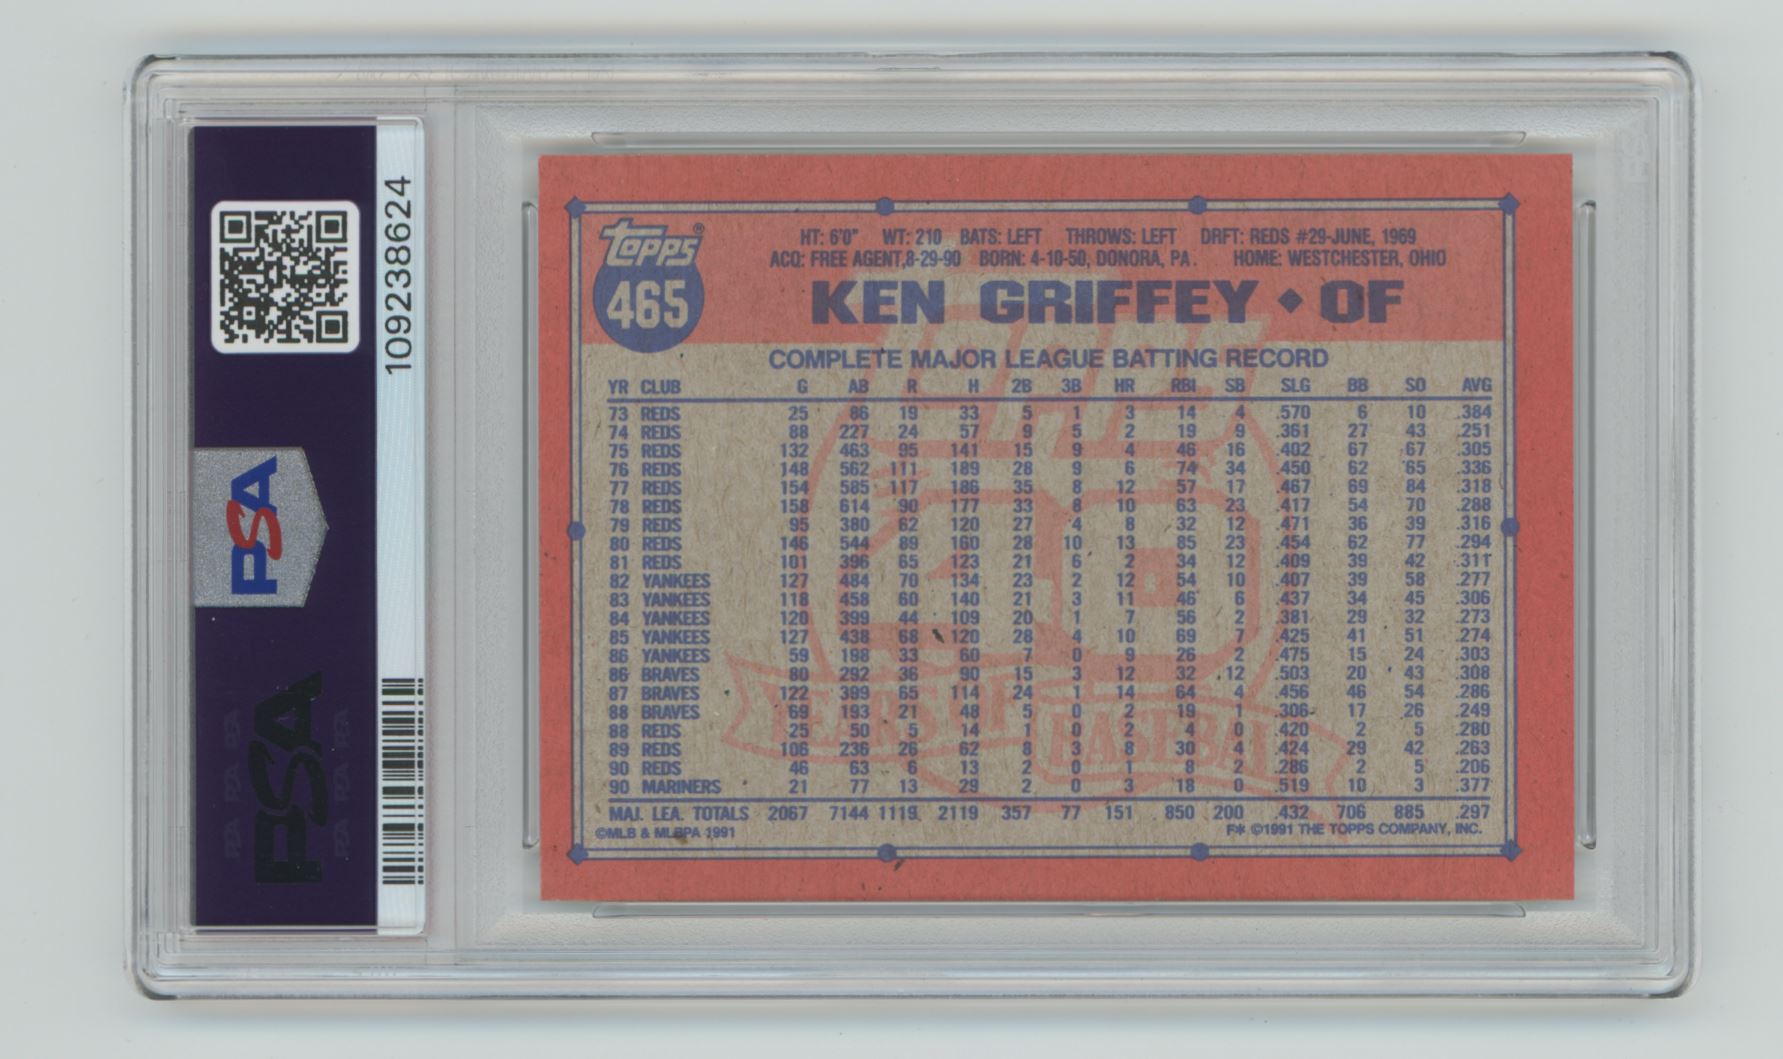 109238624
PSA
PSA
topps®
465
HT: 6'0" WT: 210 BATS: LEFT THROWS: LEFT DRFT: REDS #29-JUNE, 1969
ACQ: FREE AGENT,8-29-90 BORN: 4-10-50, DONORA, PA. HOME: WESTCHESTER, OHIO
KEN GRIFFEY ◆ OF
COMPLETE MAJOR LEAGUE BATTING RECORD
YR CLUB G AB R H 2B 3B HR RBI SB SLG BB SO AVG
73 REDS 25 86 19 33 5 1 3 14 4 .570 6 10 .384
74 REDS 88 227 24 57 9 5 2 19 9 .361 27 43 .251
75 REDS 132 463 95 141 15 9 4 46 16 .402 67 67 .305
76 REDS 148 562 111 189 28 9 6 74 34 .450 62 65 .336
77 REDS 154 585 117 186 35 8 12 57 17 .467 69 84 .318
78 REDS 158 614 90 177 33 8 10 63 23 .417 54 70 .288
79 REDS 95 380 62 120 27 4 8 32 12 .471 36 39 .316
80 REDS 146 544 89 160 28 10 13 85 23 .454 62 77 .294
81 REDS 101 396 65 123 21 6 2 34 12 .409 39 42 .311
82 YANKEES 127 484 70 134 23 2 12 54 10 .407 39 58 .277
83 YANKEES 118 458 60 140 21 3 11 46 6 .437 34 45 .306
84 YANKEES 120 399 44 109 20 1 7 56 2 .381 29 32 .273
85 YANKEES 127 438 68 120 28 4 10 69 7 .425 41 51 .274
86 YANKEES 59 198 33 60 7 0 9 26 2 .475 15 24 .303
86 BRAVES 80 292 36 90 15 3 12 32 12 .503 20 43 .308
87 BRAVES 122 399 65 114 24 1 14 64 4 .456 46 54 .286
88 BRAVES 69 193 21 48 5 0 2 19 1 .306 17 26 .249
88 REDS 25 50 5 14 1 0 2 4 0 .420 2 5 .280
89 REDS 106 236 26 62 8 3 8 30 4 .424 29 42 .263
90 REDS 46 63 6 13 2 0 1 8 2 .286 2 5 .206
90 MARINERS 21 77 13 29 2 0 3 18 0 .519 10 3 .377
MAJ. LEA. TOTALS 2067 7144 1119 2119 357 77 151 850 200 .432 706 885 .297
©MLB & MLBPA 1991 F✻ ©1991 THE TOPPS COMPANY, INC.
TOPPS
40
YEARS OF BASEBALL